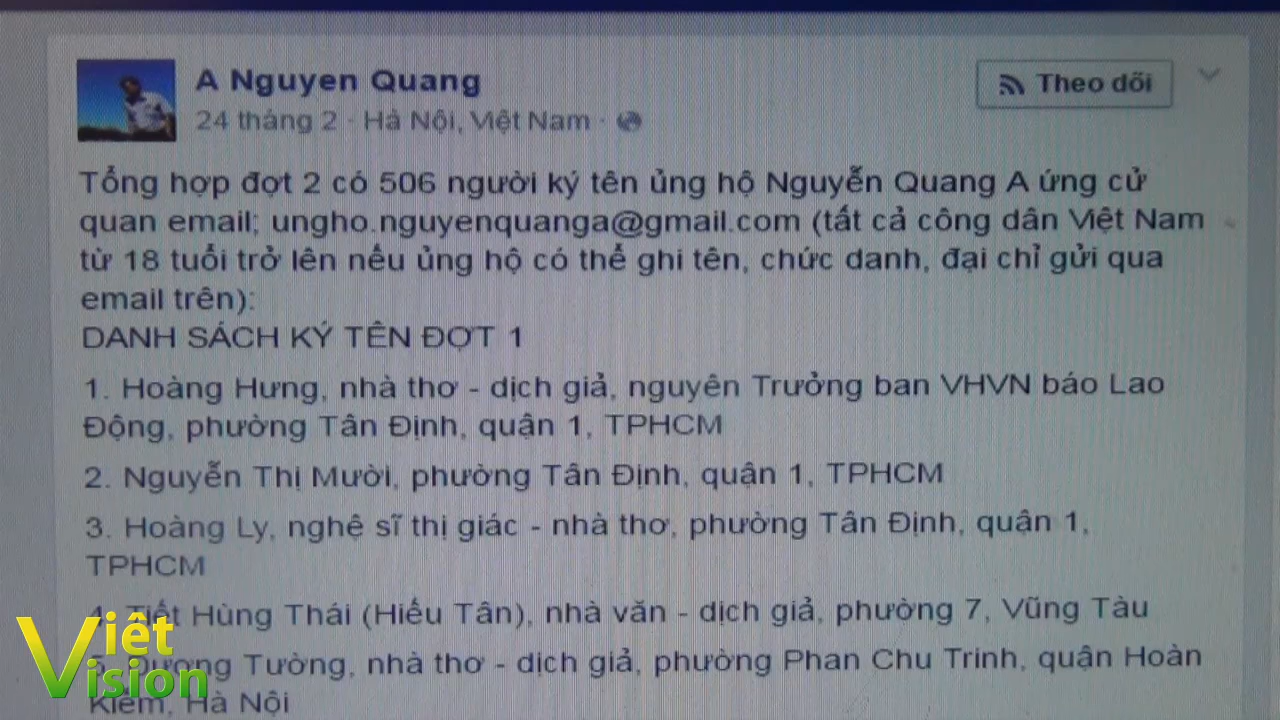 A Nguyen Quang
Theo dõi
24 tháng 2 · Hà Nội, Việt Nam ·
Tổng hợp đợt 2 có 506 người ký tên ủng hộ Nguyễn Quang A ứng cử
quan email; ungho.nguyenquanga@gmail.com (tất cả công dân Việt Nam
từ 18 tuổi trở lên nếu ủng hộ có thể ghi tên, chức danh, đại chỉ gửi qua
email trên):
DANH SÁCH KÝ TÊN ĐỢT 1
1. Hoàng Hưng, nhà thơ - dịch giả, nguyên Trưởng ban VHVN báo Lao
Động, phường Tân Định, quận 1, TPHCM
2. Nguyễn Thị Mười, phường Tân Định, quận 1, TPHCM
3. Hoàng Ly, nghệ sĩ thị giác - nhà thơ, phường Tân Định, quận 1,
TPHCM
4. Tiết Hùng Thái (Hiếu Tân), nhà văn - dịch giả, phường 7, Vũng Tàu
5. Dương Tường, nhà thơ - dịch giả, phường Phan Chu Trinh, quận Hoàn
Kiếm, Hà Nội
Việt
Vision